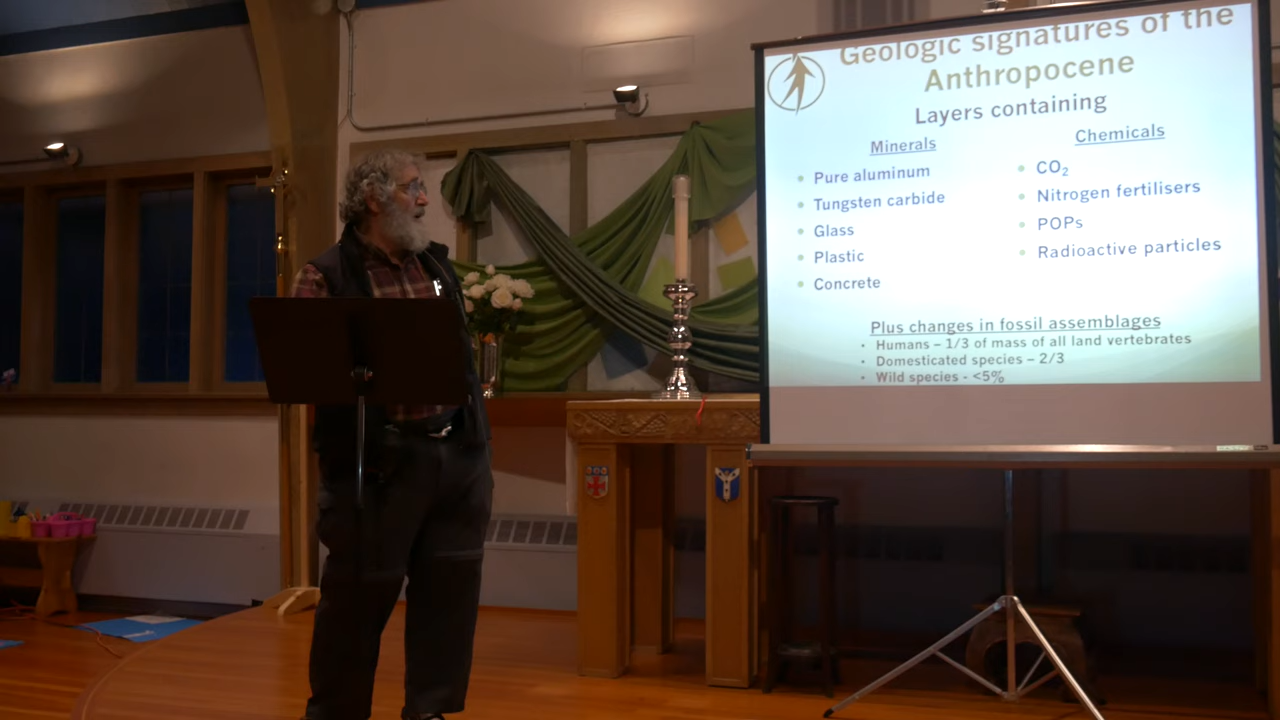 Geologic signatures of the
Anthropocene
Layers containing
Minerals
• Pure aluminum
• Tungsten carbide
• Glass
• Plastic
• Concrete
Chemicals
• CO₂
• Nitrogen fertilisers
• POPs
• Radioactive particles
Plus changes in fossil assemblages
• Humans – 1/3 of mass of all land vertebrates
• Domesticated species – 2/3
• Wild species - <5%